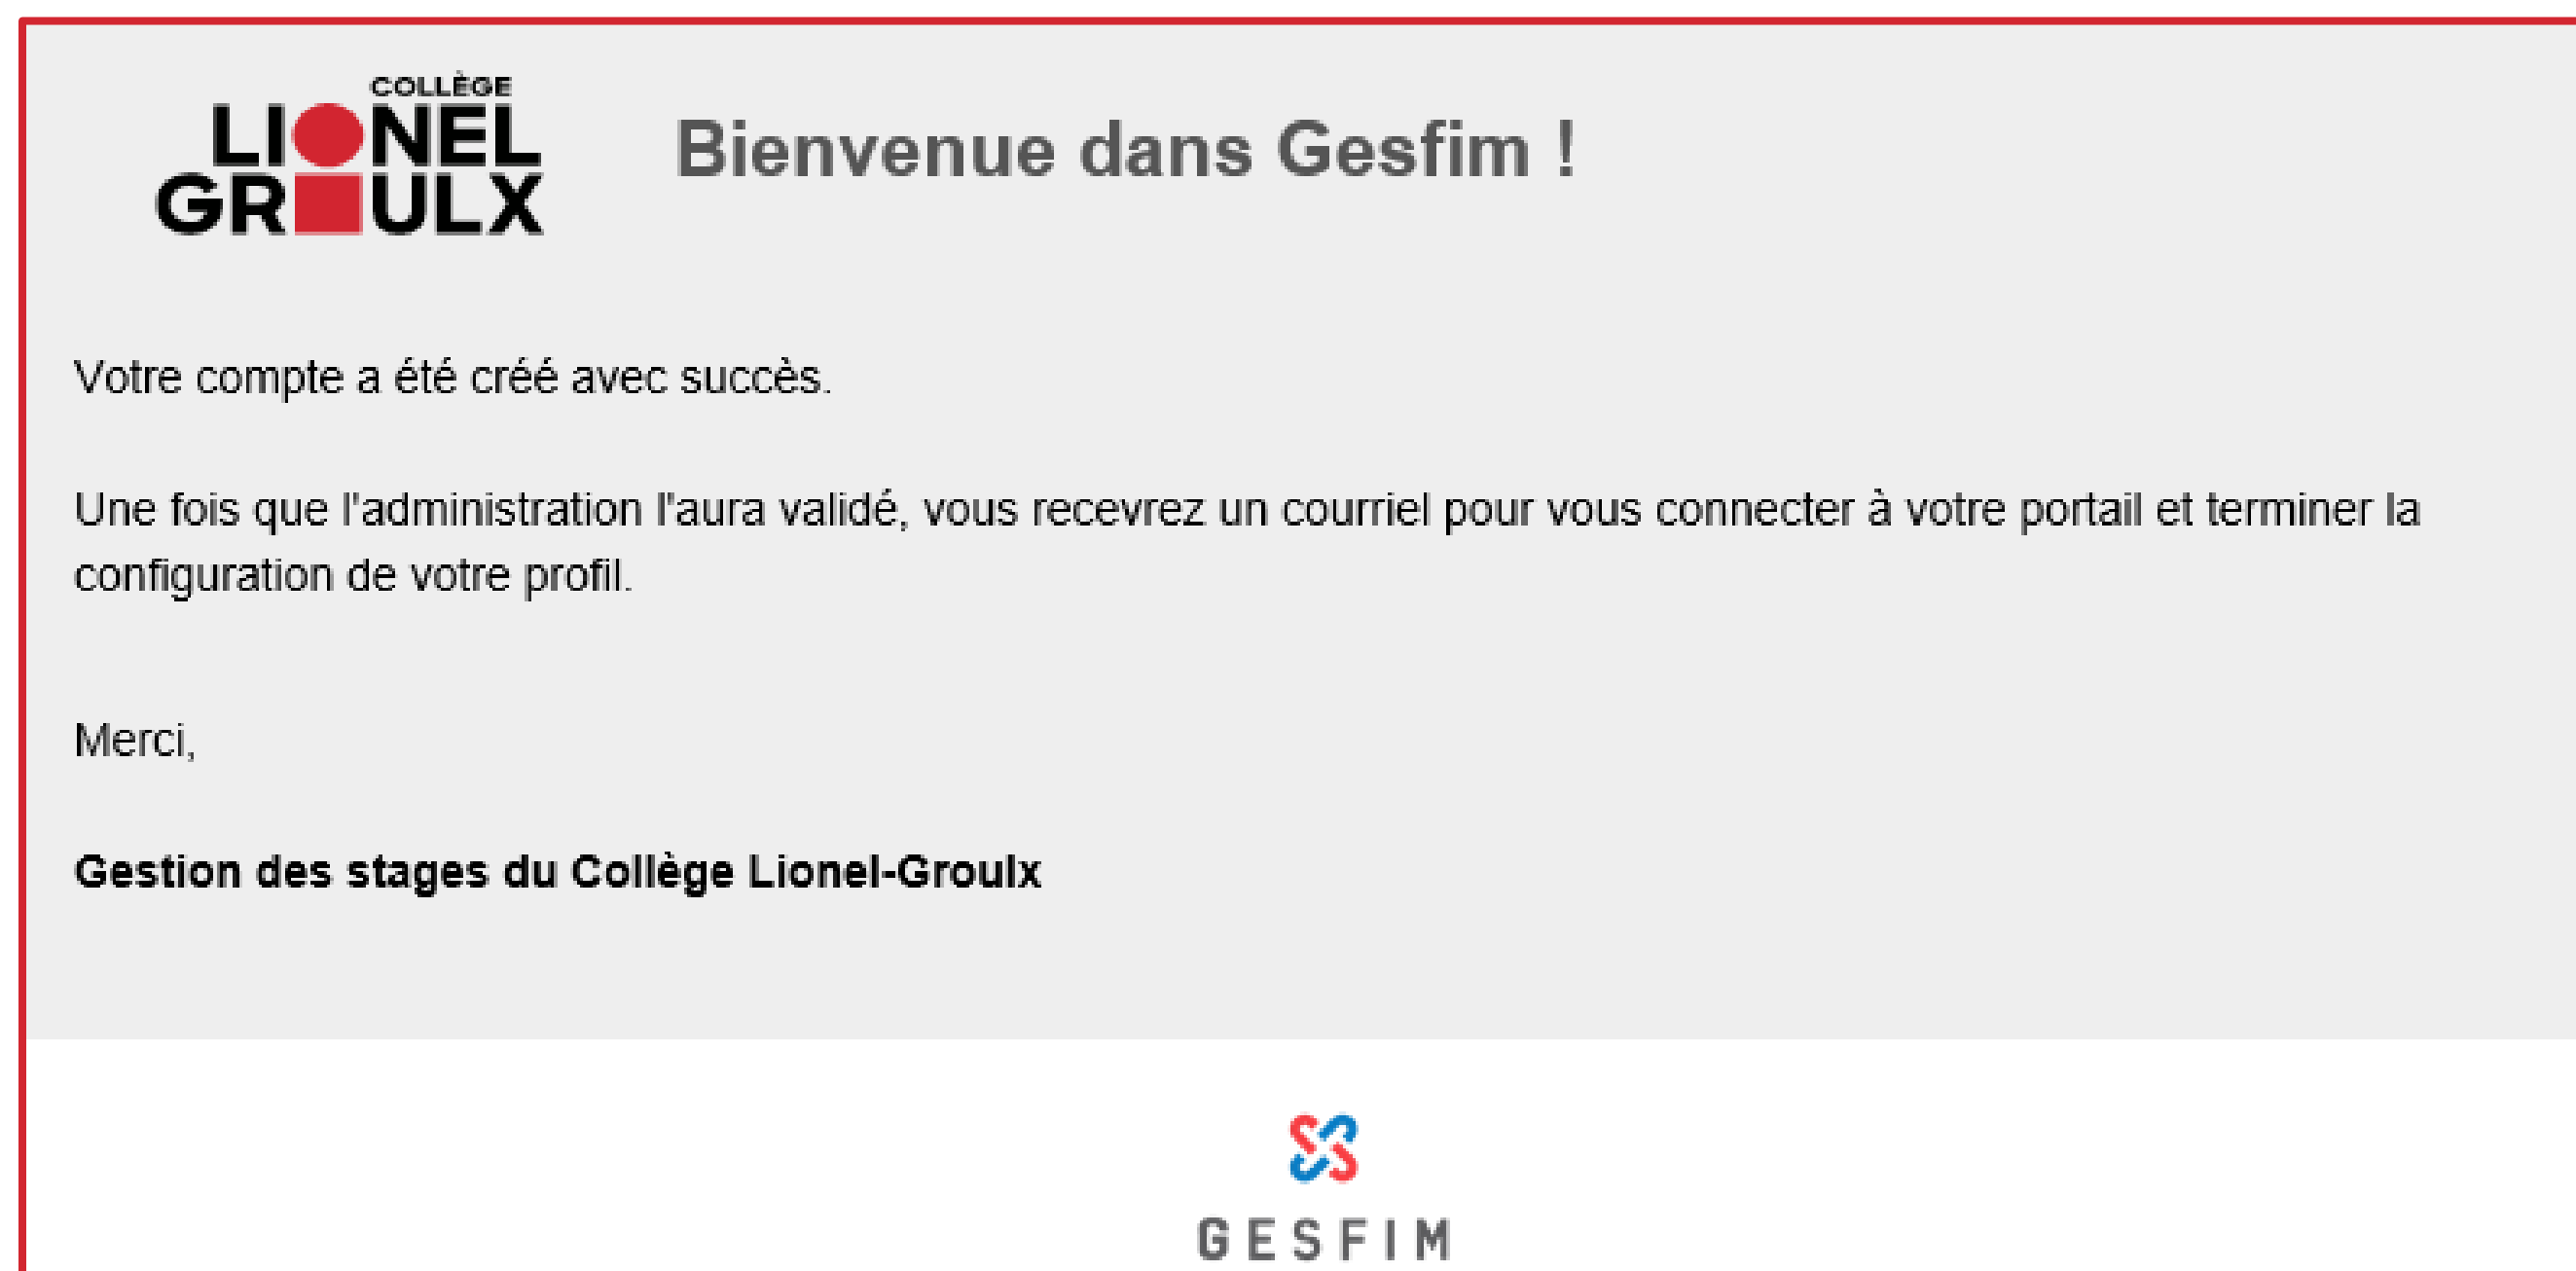 COLLÈGE
LIONEL
GROULX
Bienvenue dans Gesfim !
Votre compte a été créé avec succès.
Une fois que l'administration l'aura validé, vous recevrez un courriel pour vous connecter à votre portail et terminer la
configuration de votre profil.
Merci,
Gestion des stages du Collège Lionel-Groulx
GESFIM